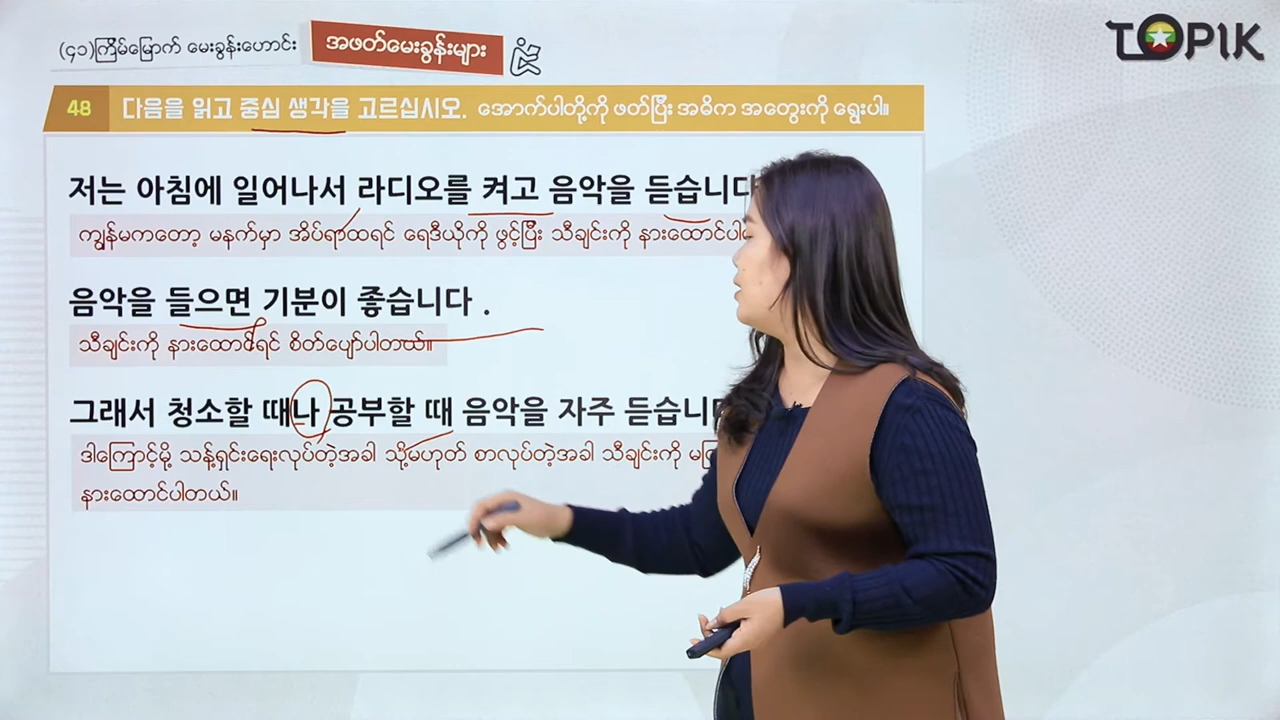 (၄၁)ကြိမ်မြောက် မေးခွန်းဟောင်း
အဖတ်မေးခွန်းများ
TOPIK
48 다음을 읽고 중심 생각을 고르십시오. အောက်ပါတို့ကို ဖတ်ပြီး အဓိက အတွေးကို ရွေးပါ။
저는 아침에 일어나서 라디오를 켜고 음악을 듣습니다
ကျွန်မကတော့ မနက်မှာ အိပ်ရာထရင် ရေဒီယိုကို ဖွင့်ပြီး သီချင်းကို နားထောင်ပါ
음악을 들으면 기분이 좋습니다 .
သီချင်းကို နားထောင်ရင် စိတ်ပျော်ပါတယ်။
그래서 청소할 때나 공부할 때 음악을 자주 듣습니
ဒါကြောင့်မို့ သန့်ရှင်းရေးလုပ်တဲ့အခါ သို့မဟုတ် စာလုပ်တဲ့အခါ သီချင်းကို
နားထောင်ပါတယ်။